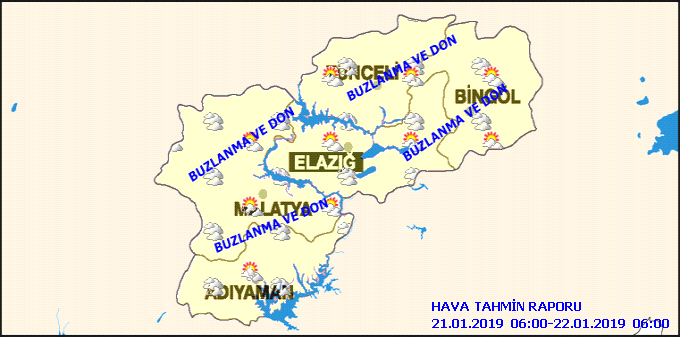 TUNCELİ
BUZLANMA VE DON
BİNGÖL
BUZLANMA VE DON
BUZLANMA VE DON
ELAZIĞ
MALATYA
BUZLANMA VE DON
ADIYAMAN
HAVA TAHMİN RAPORU
21.01.2019 06:00-22.01.2019 06:00